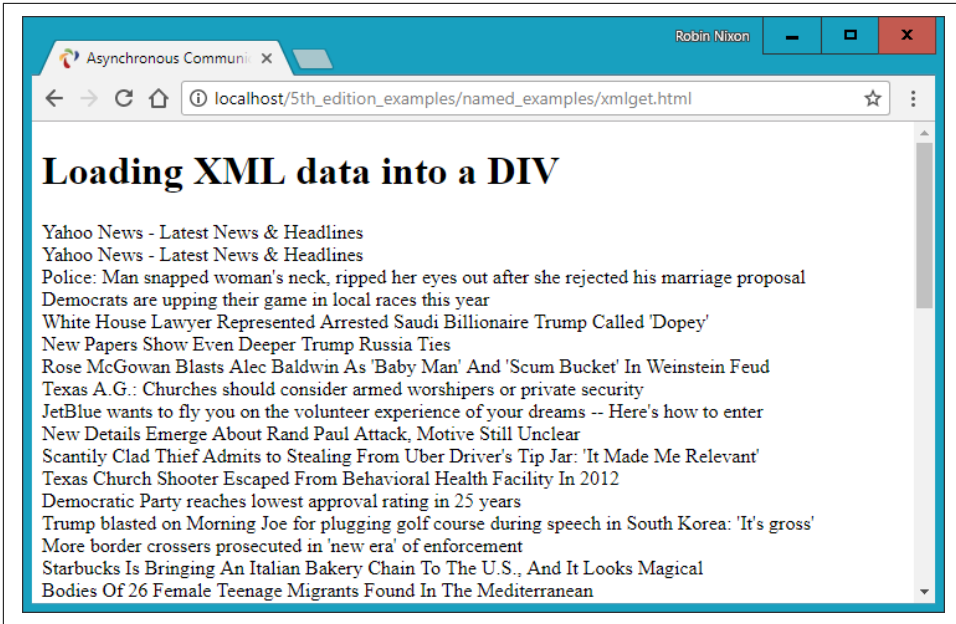 Robin Nixon
Asynchronous Communi
localhost/5th_edition_examples/named_examples/xmlget.html
Loading XML data into a DIV
Yahoo News - Latest News & Headlines
Yahoo News - Latest News & Headlines
Police: Man snapped woman's neck, ripped her eyes out after she rejected his marriage proposal
Democrats are upping their game in local races this year
White House Lawyer Represented Arrested Saudi Billionaire Trump Called 'Dopey'
New Papers Show Even Deeper Trump Russia Ties
Rose McGowan Blasts Alec Baldwin As 'Baby Man' And 'Scum Bucket' In Weinstein Feud
Texas A.G.: Churches should consider armed worshipers or private security
JetBlue wants to fly you on the volunteer experience of your dreams -- Here's how to enter
New Details Emerge About Rand Paul Attack, Motive Still Unclear
Scantily Clad Thief Admits to Stealing From Uber Driver's Tip Jar: 'It Made Me Relevant'
Texas Church Shooter Escaped From Behavioral Health Facility In 2012
Democratic Party reaches lowest approval rating in 25 years
Trump blasted on Morning Joe for plugging golf course during speech in South Korea: 'It's gross'
More border crossers prosecuted in 'new era' of enforcement
Starbucks Is Bringing An Italian Bakery Chain To The U.S., And It Looks Magical
Bodies Of 26 Female Teenage Migrants Found In The Mediterranean